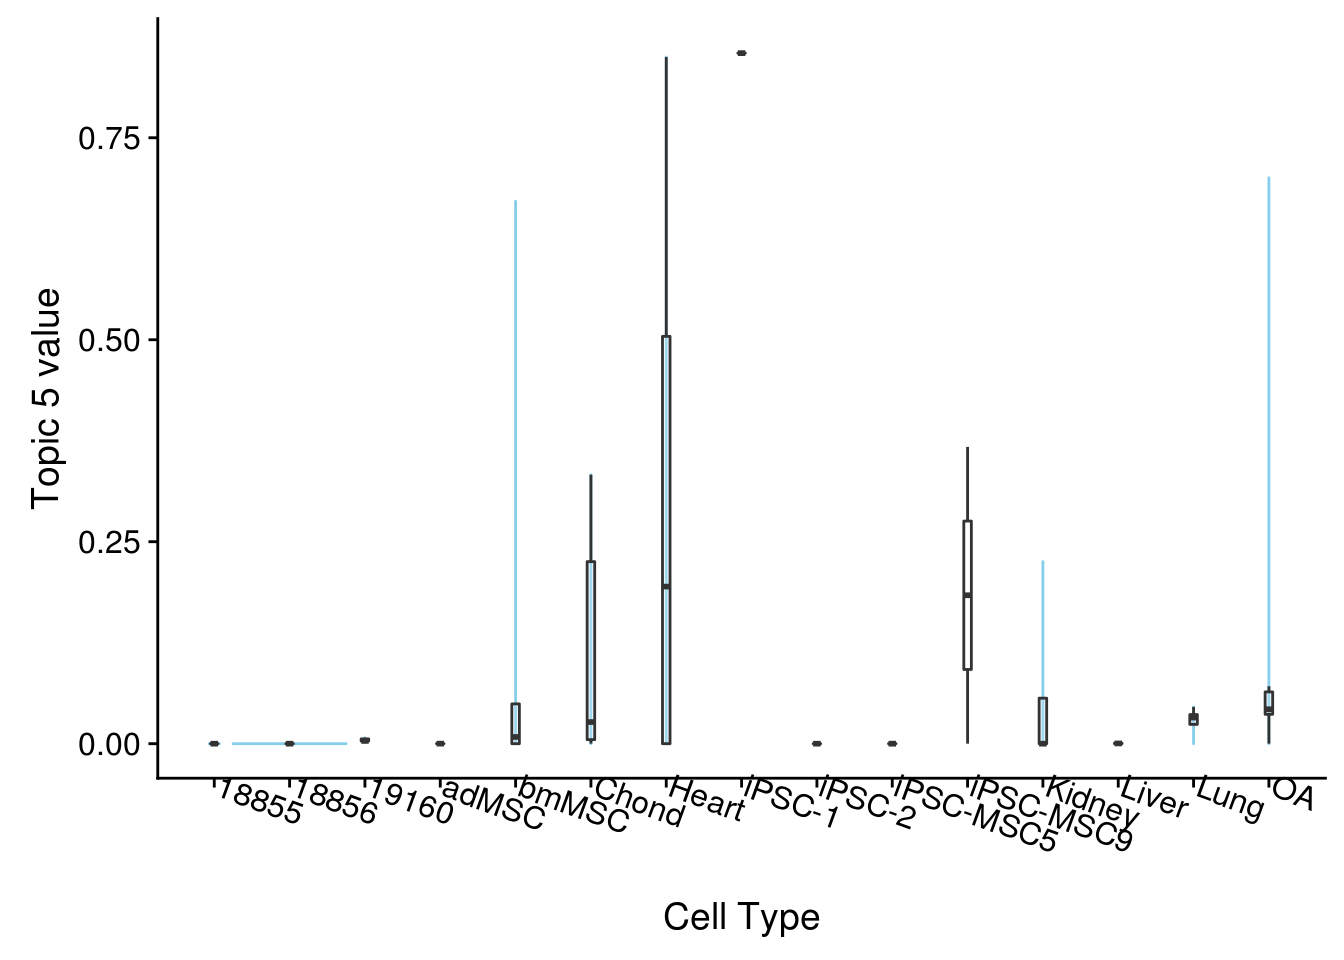 Topic 5 value
0.75
0.50
0.25
0.00
18855
18856
19160
adMSC
bmMSC
Chond
Heart
iPSC-1
iPSC-2
iPSC-MSC5
iPSC-MSC9
Kidney
Liver
Lung
OA
Cell Type